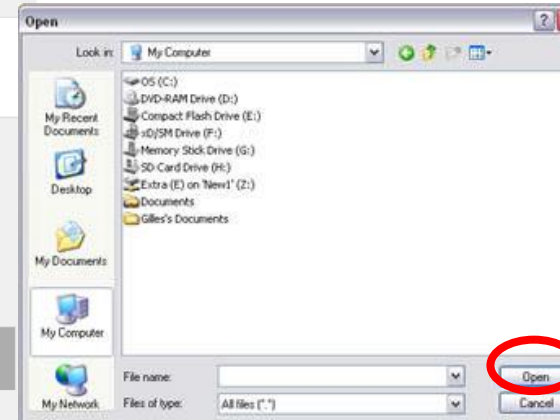 Open
Look in: My Computer
OS (C:)
DVD-RAM Drive (D:)
Compact Flash Drive (E:)
xD/SM Drive (F:)
Memory Stick Drive (G:)
SD Card Drive (H:)
Extra (E) on 'New1' (Z:)
Documents
Gilles's Documents
My Recent
Documents
Desktop
My Documents
My Computer
My Network
File name:
Open
Files of type: All files (*.*)
Cancel